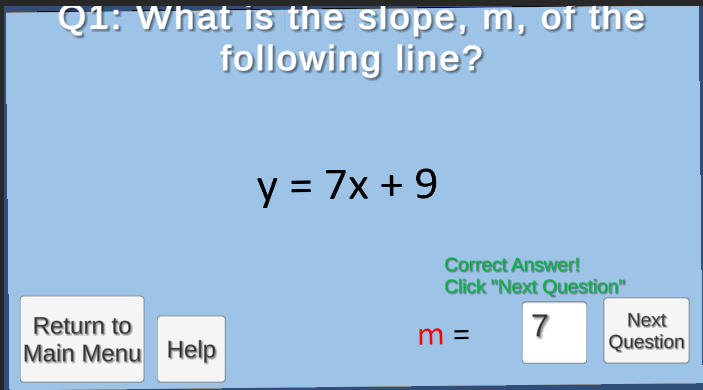 Q1: What is the slope, m, of the
following line?
y = 7x + 9
Correct Answer!
Click "Next Question"
Return to
Main Menu
Help
m =
7
Next
Question